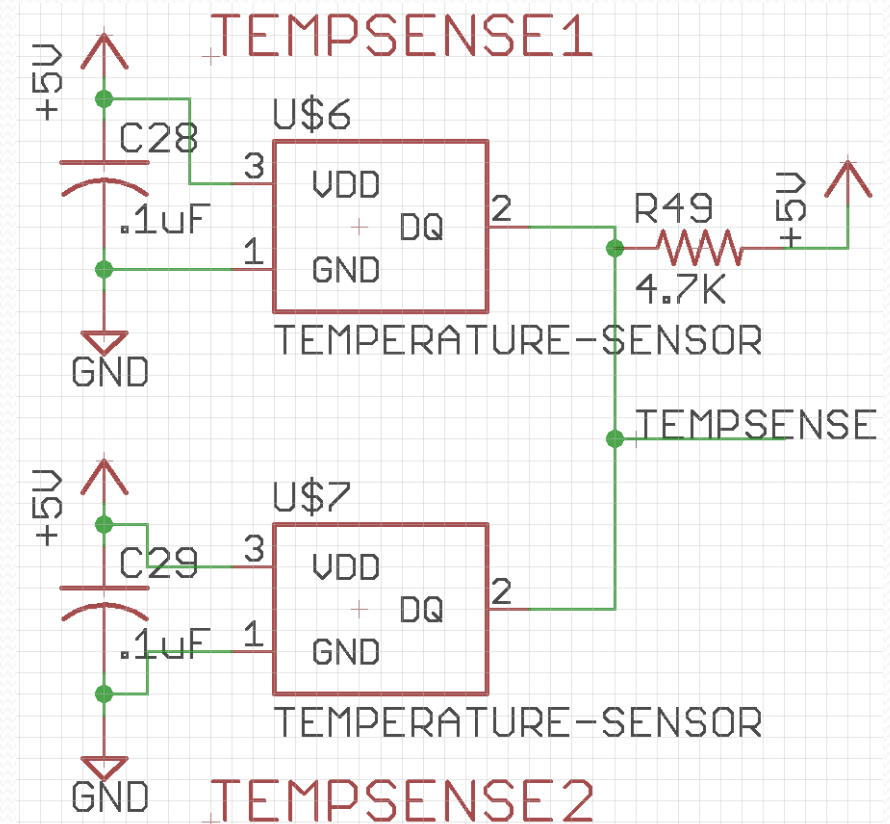 TEMPSENSE1
+5V
U$6
C28
3
VDD
2
R49
+5V
DQ
.1uF
1
GND
4.7K
TEMPERATURE-SENSOR
GND
TEMPSENSE
+5V
U$7
C29
3
VDD
2
DQ
.1uF
1
GND
TEMPERATURE-SENSOR
GND
TEMPSENSE2